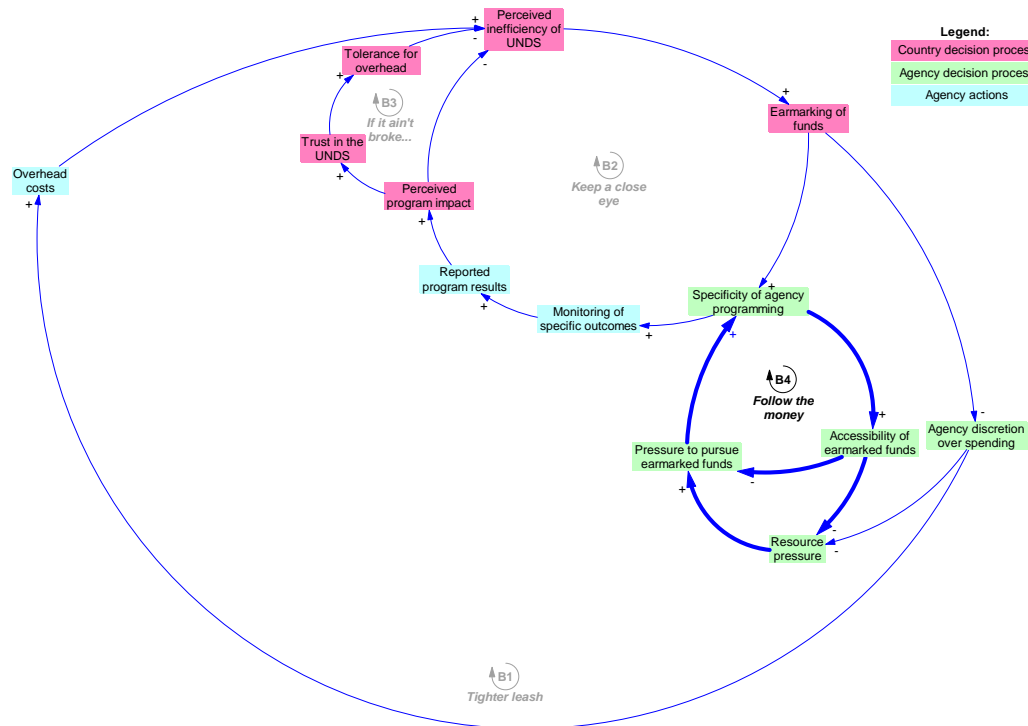 Perceived
inefficiency of
UNDS
+
-
-
Tolerance for
overhead
+
B3
If it ain't
broke...
Trust in the
UNDS
+
Perceived
program impact
+
Overhead
costs
+
Legend:
Country decision proces
Agency decision proces
Agency actions
+
Earmarking of
funds
B2
Keep a close
eye
Reported
program results
+
Monitoring of
specific outcomes
+
Specificity of agency
programming
+
+
B4
Follow the
money
+
Accessibility of
earmarked funds
-
Agency discretion
over spending
Pressure to pursue
earmarked funds
-
+
Resource
pressure
-
-
B1
Tighter leash